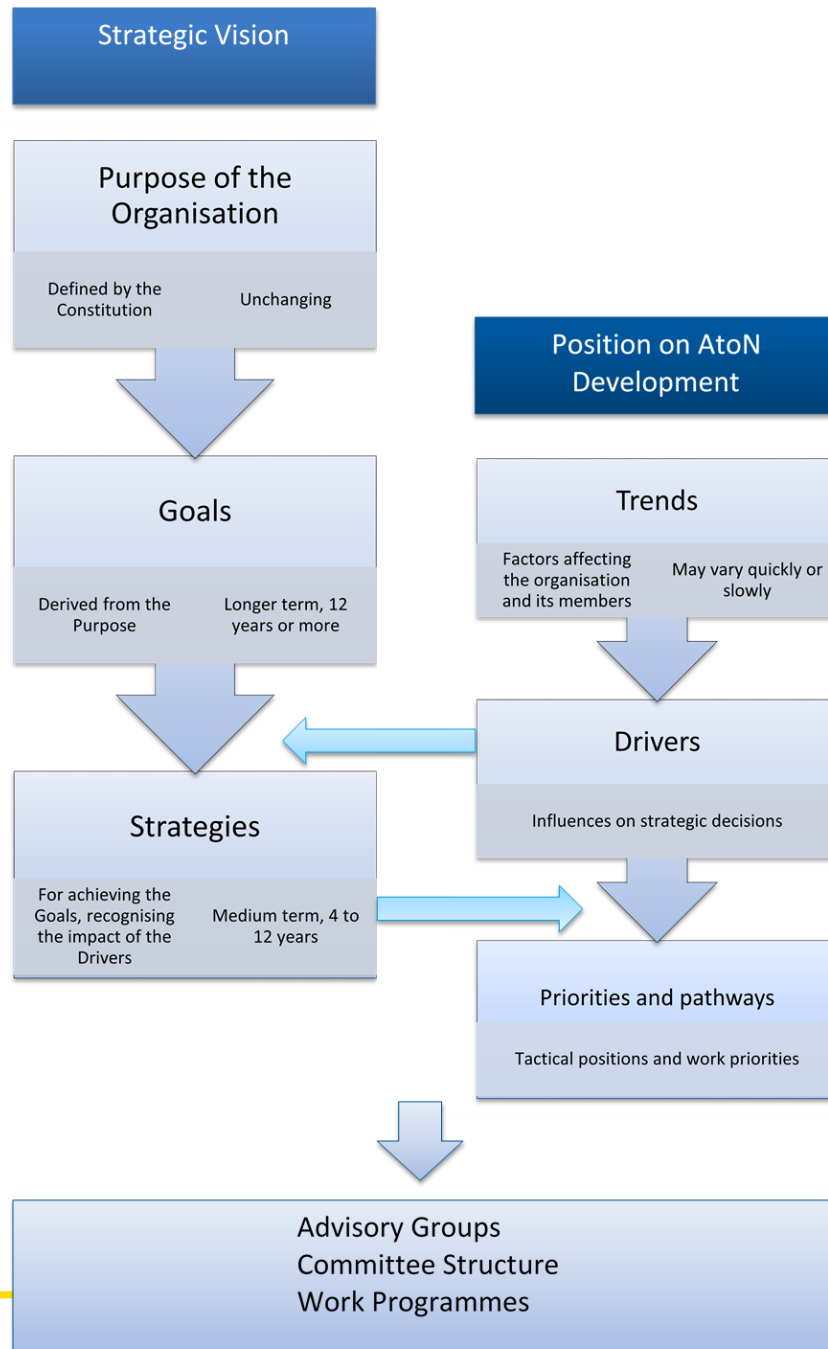 Strategic Vision
Purpose of the
Organisation
Defined by the
Constitution
Unchanging
Goals
Derived from the
Purpose
Longer term, 12
years or more
Strategies
For achieving the
Goals, recognising
the impact of the
Drivers
Medium term, 4 to
12 years
Position on AtoN
Development
Trends
Factors affecting
the organisation
and its members
May vary quickly or
slowly
Drivers
Influences on strategic decisions
Priorities and pathways
Tactical positions and work priorities
Advisory Groups
Committee Structure
Work Programmes